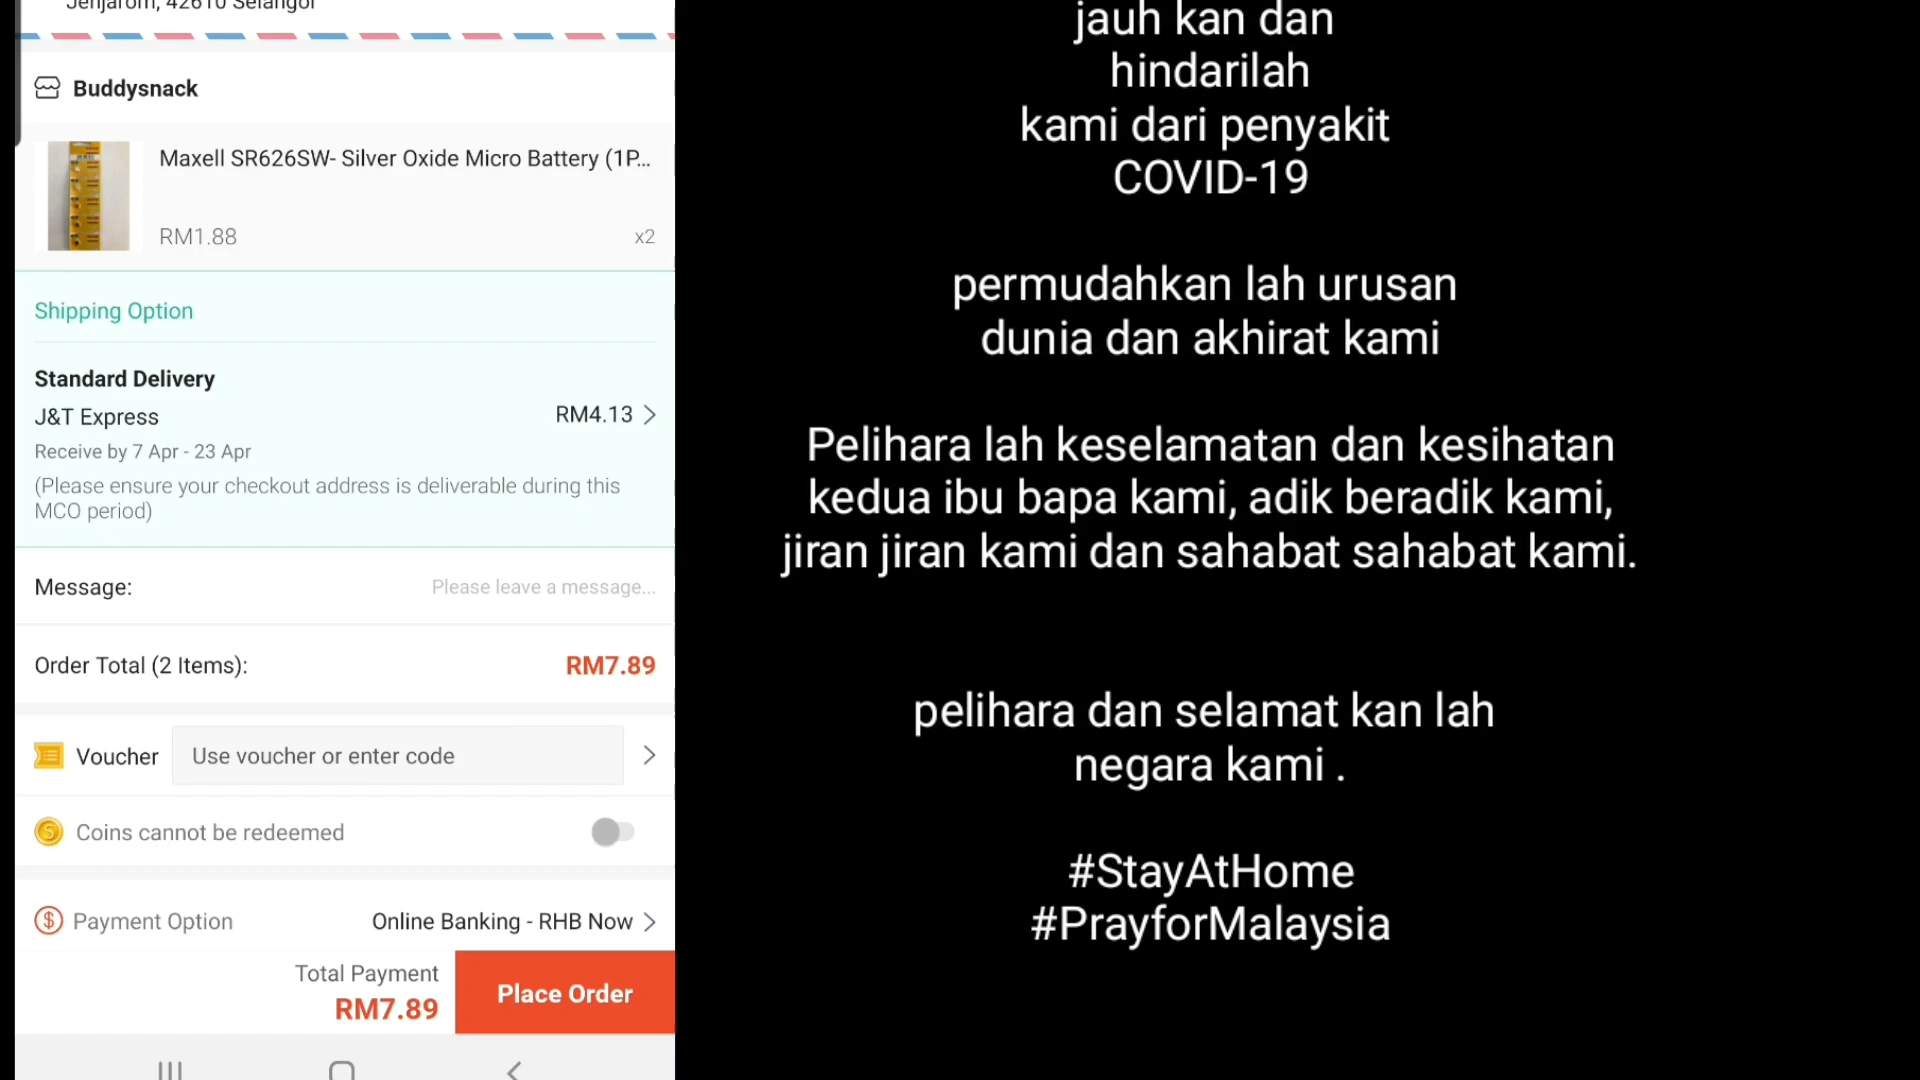 Jenjarom, 42610 Selangor
Buddysnack
Maxell SR626SW- Silver Oxide Micro Battery (1P...
RM1.88
x2
Shipping Option
Standard Delivery
J&T Express
RM4.13
Receive by 7 Apr - 23 Apr
(Please ensure your checkout address is deliverable during this
MCO period)
Message:
Please leave a message...
Order Total (2 Items):
RM7.89
Voucher
Use voucher or enter code
Coins cannot be redeemed
Payment Option
Online Banking - RHB Now
Total Payment
RM7.89
Place Order
jauh kan dan
hindarilah
kami dari penyakit
COVID-19
permudahkan lah urusan
dunia dan akhirat kami
Pelihara lah keselamatan dan kesihatan
kedua ibu bapa kami, adik beradik kami,
jiran jiran kami dan sahabat sahabat kami.
pelihara dan selamat kan lah
negara kami .
#StayAtHome
#PrayforMalaysia